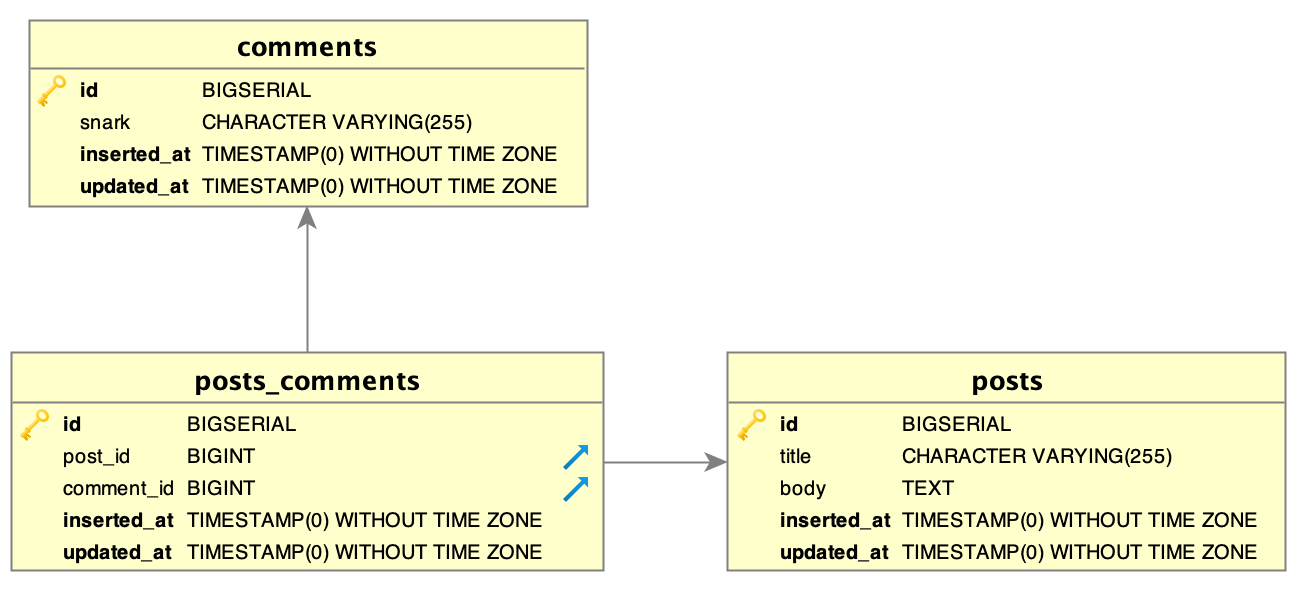 comments
id BIGSERIAL
snark CHARACTER VARYING(255)
inserted_at TIMESTAMP(0) WITHOUT TIME ZONE
updated_at TIMESTAMP(0) WITHOUT TIME ZONE
posts_comments
id BIGSERIAL
post_id BIGINT
comment_id BIGINT
inserted_at TIMESTAMP(0) WITHOUT TIME ZONE
updated_at TIMESTAMP(0) WITHOUT TIME ZONE
posts
id BIGSERIAL
title CHARACTER VARYING(255)
body TEXT
inserted_at TIMESTAMP(0) WITHOUT TIME ZONE
updated_at TIMESTAMP(0) WITHOUT TIME ZONE